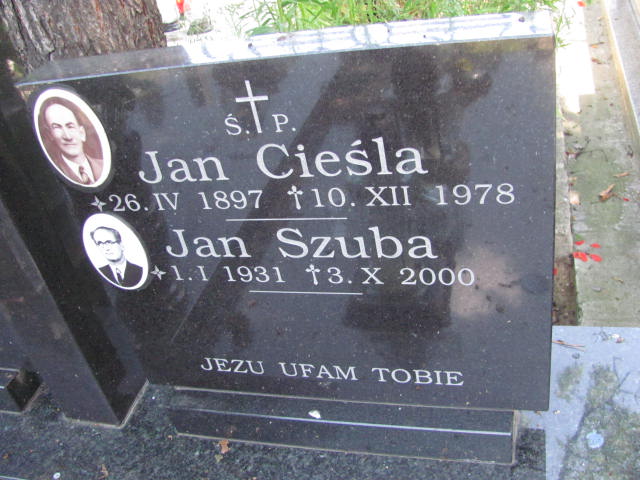 Ś. P.
Jan Cieśla
26. IV 1897 10. XII 1978
Jan Szuba
1. I 1931 3. X 2000
JEZU UFAM TOBIE